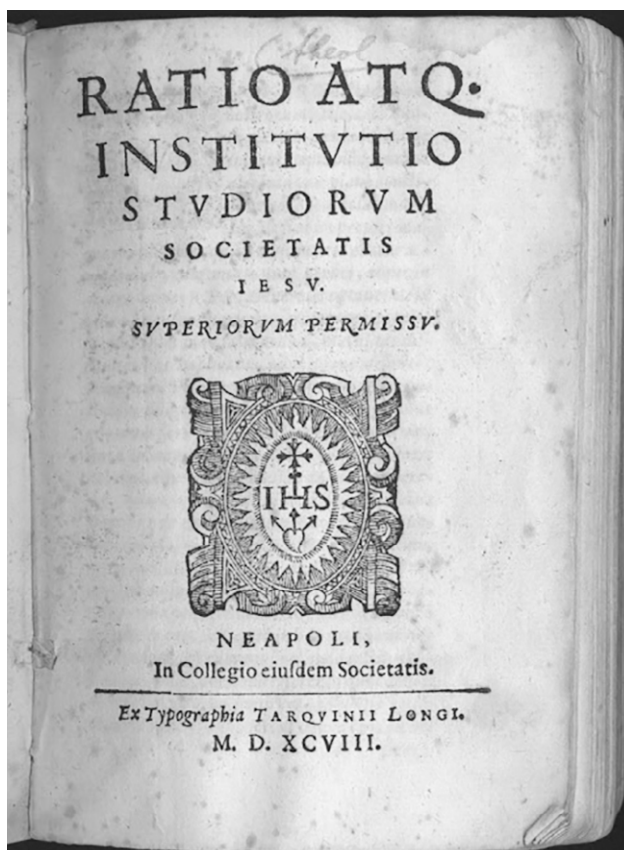 (theol
RATIO ATQ.
INSTITVTIO
STVDIORVM
SOCIETATIS
IESV.
SVPERIORVM PERMISSV.
IHS
NEAPOLI,
In Collegio eiuſdem Societatis.
Ex Typographia TARQVINII LONGI.
M. D. XCVIII.